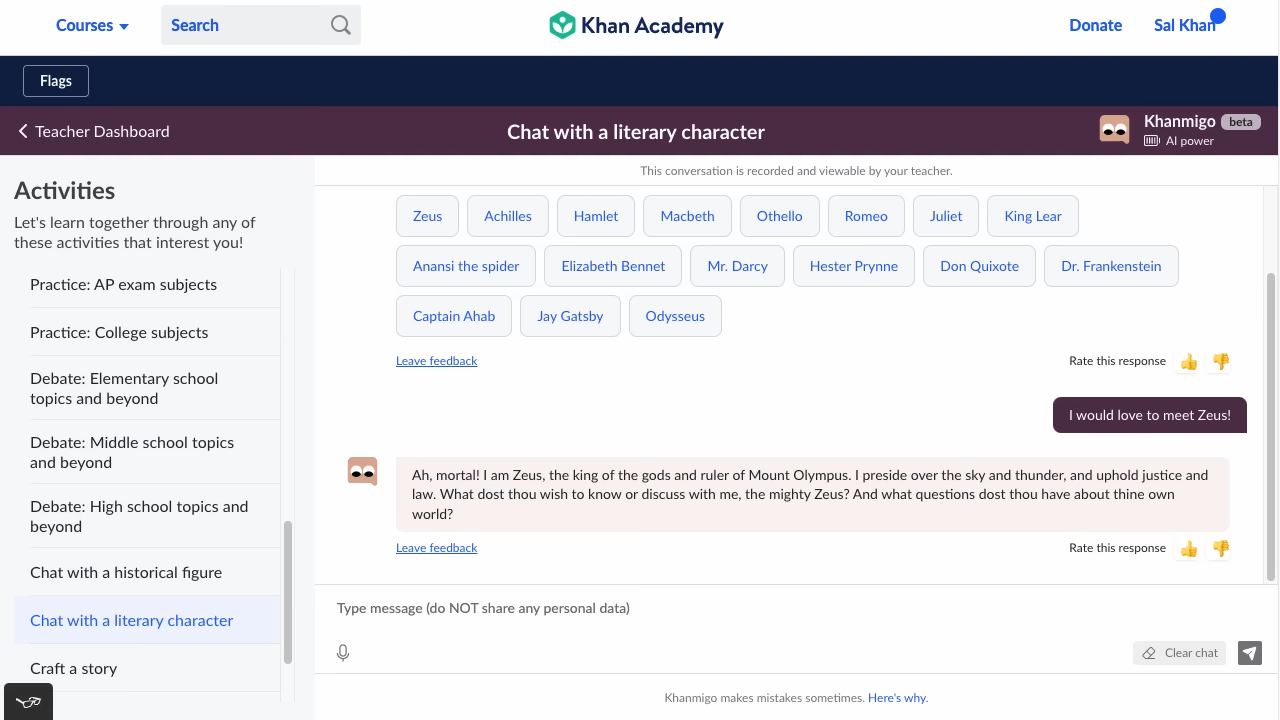 Courses
Search
Khan Academy
Donate
Sal Khan
Flags
Teacher Dashboard
Chat with a literary character
Khanmigo beta
AI power
Activities
Let's learn together through any of
these activities that interest you!
Practice: AP exam subjects
Practice: College subjects
Debate: Elementary school
topics and beyond
Debate: Middle school topics
and beyond
Debate: High school topics and
beyond
Chat with a historical figure
Chat with a literary character
Craft a story
This conversation is recorded and viewable by your teacher.
Zeus Achilles Hamlet Macbeth Othello Romeo Juliet King Lear
Anansi the spider Elizabeth Bennet Mr. Darcy Hester Prynne Don Quixote Dr. Frankenstein
Captain Ahab Jay Gatsby Odysseus
Leave feedback
Rate this response
I would love to meet Zeus!
Ah, mortal! I am Zeus, the king of the gods and ruler of Mount Olympus. I preside over the sky and thunder, and uphold justice and
law. What dost thou wish to know or discuss with me, the mighty Zeus? And what questions dost thou have about thine own
world?
Leave feedback
Rate this response
Type message (do NOT share any personal data)
Clear chat
Khanmigo makes mistakes sometimes. Here's why.